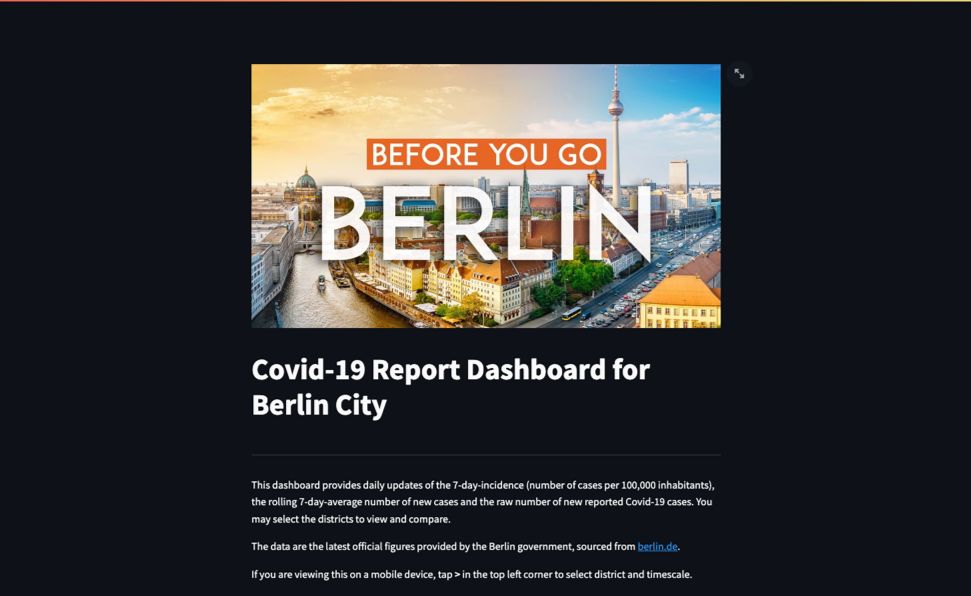 BEFORE YOU GO
BERLIN
Covid-19 Report Dashboard for
Berlin City
This dashboard provides daily updates of the 7-day-incidence (number of cases per 100,000 inhabitants),
the rolling 7-day-average number of new cases and the raw number of new reported Covid-19 cases. You
may select the districts to view and compare.
The data are the latest official figures provided by the Berlin government, sourced from berlin.de.
If you are viewing this on a mobile device, tap > in the top left corner to select district and timescale.